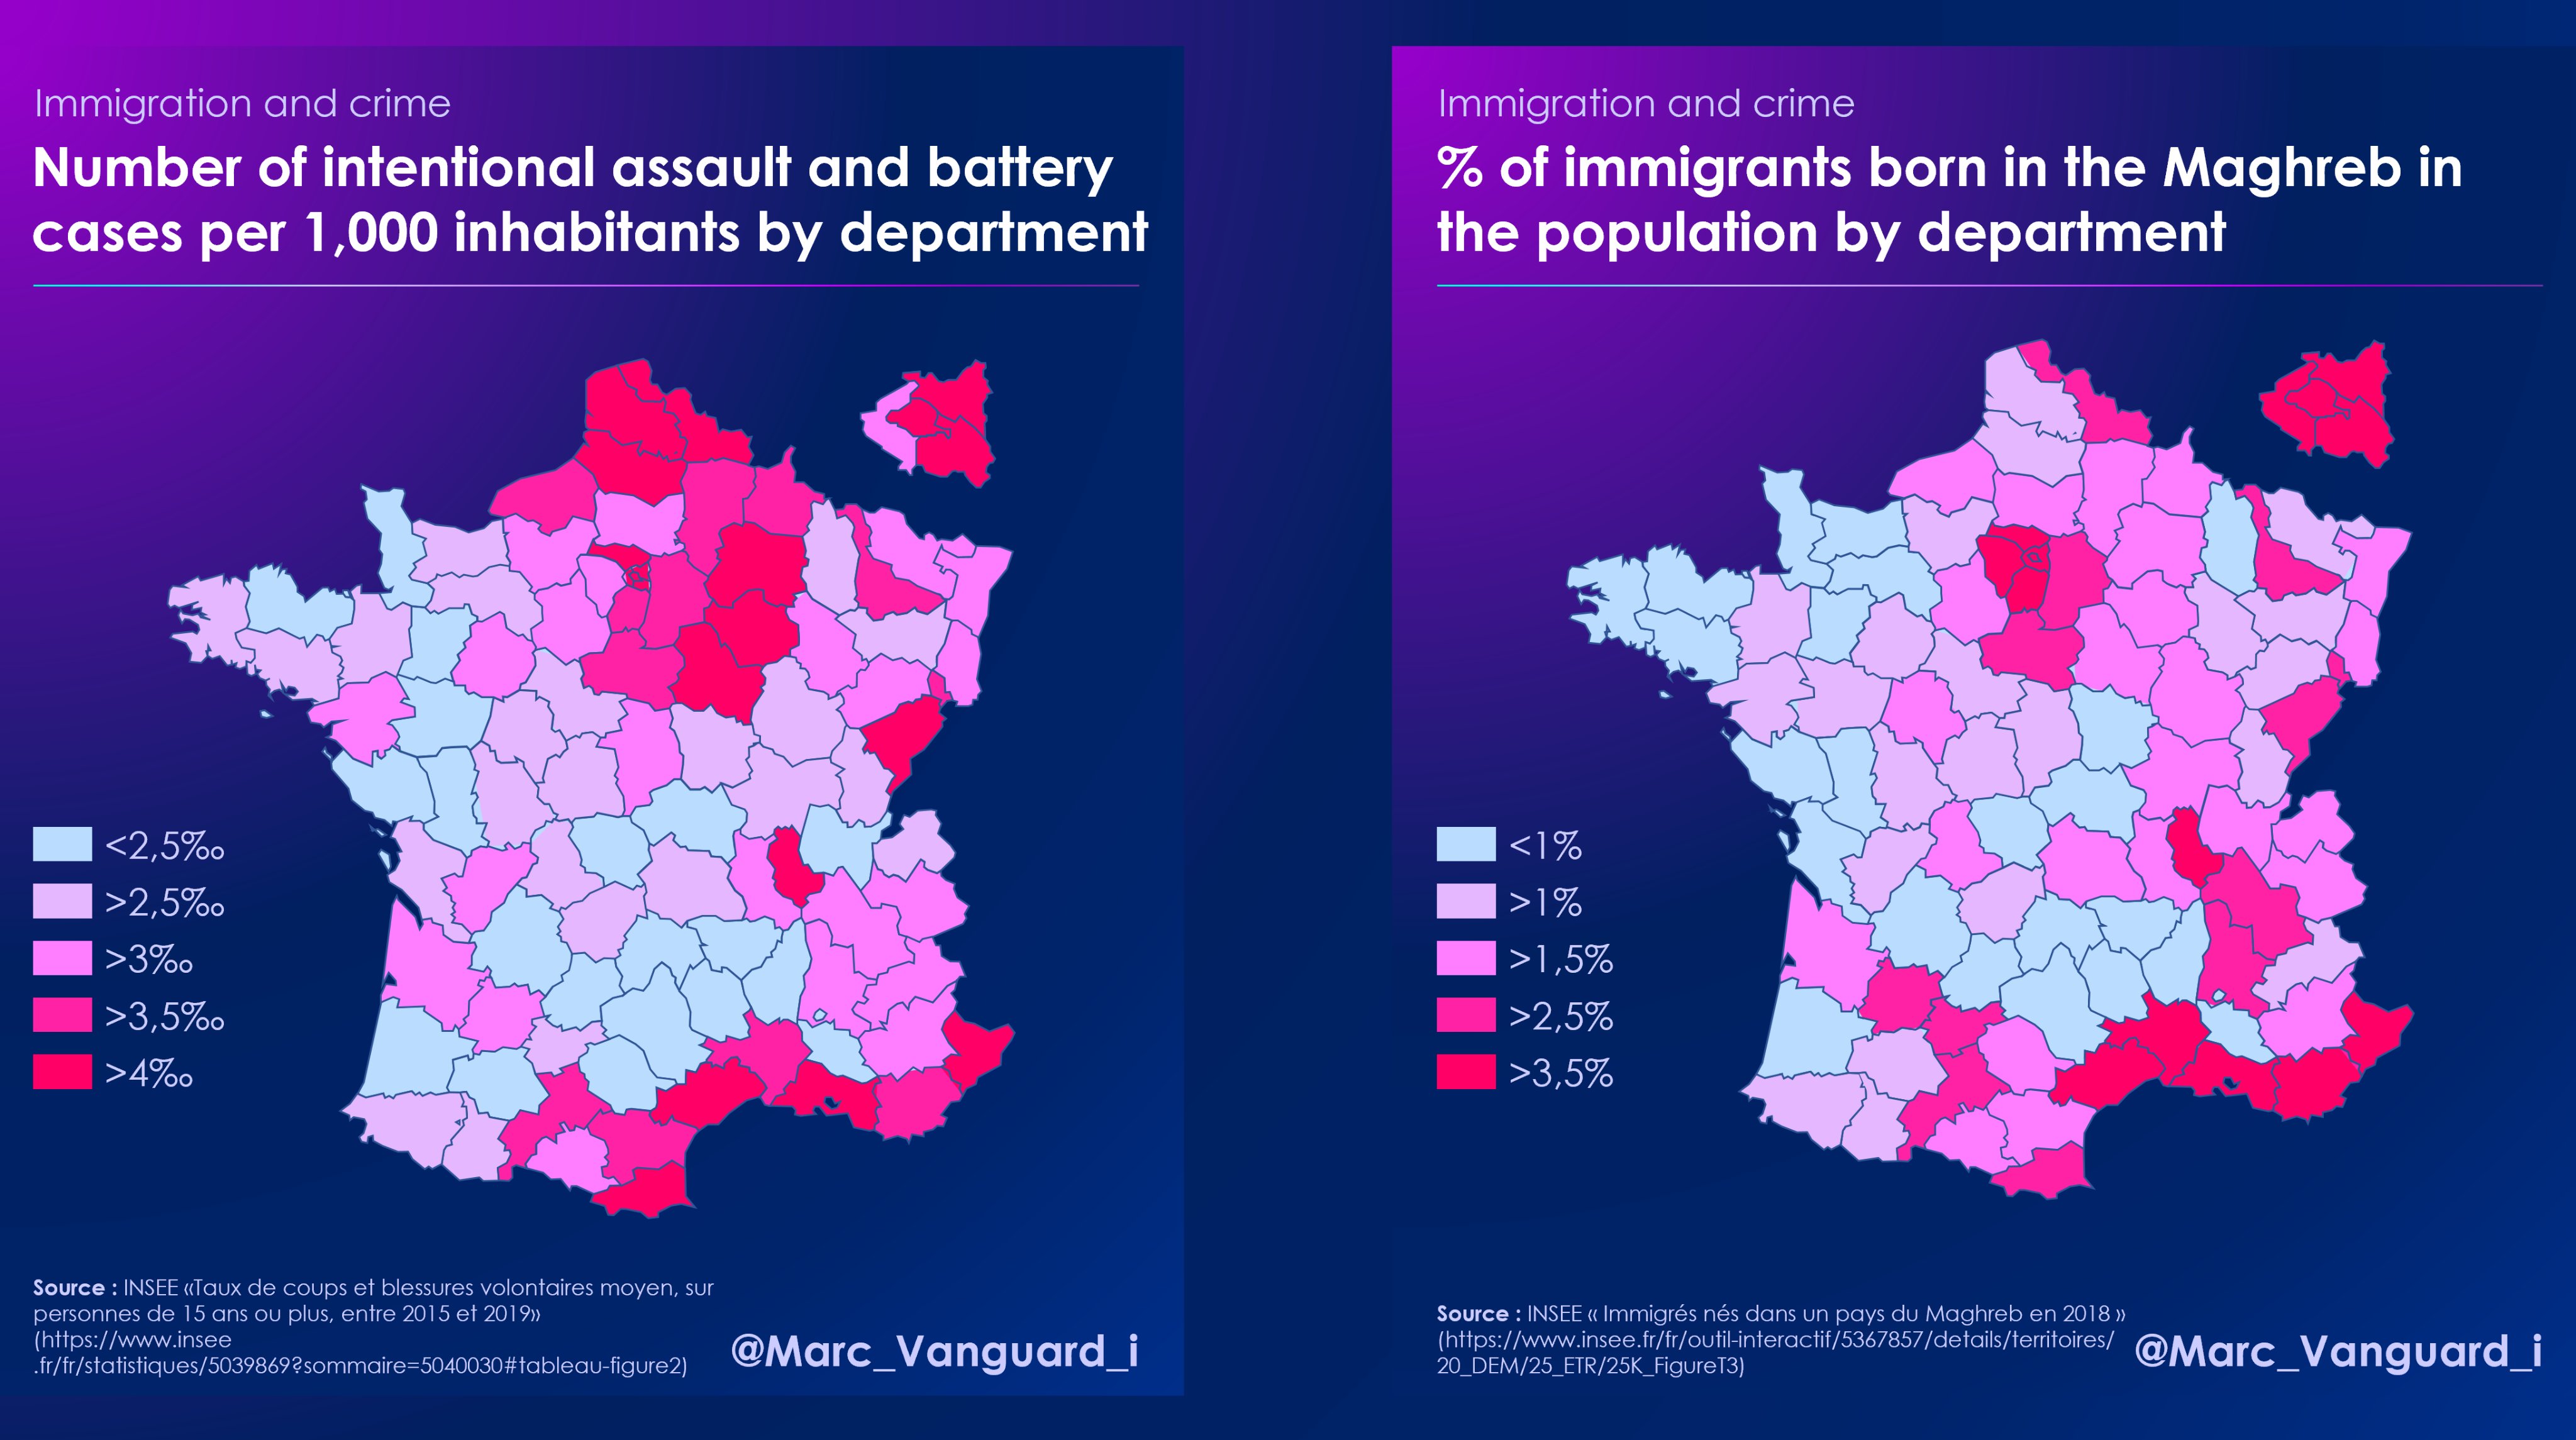 Immigration and crime
Number of intentional assault and battery
cases per 1,000 inhabitants by department
<2,5‰
>2,5‰
>3‰
>3,5‰
>4‰
Source : INSEE «Taux de coups et blessures volontaires moyen, sur
personnes de 15 ans ou plus, entre 2015 et 2019»
(https://www.insee
.fr/fr/statistiques/5039869?sommaire=5040030#tableau-figure2)
@Marc_Vanguard_i
Immigration and crime
% of immigrants born in the Maghreb in
the population by department
<1%
>1%
>1,5%
>2,5%
>3,5%
Source : INSEE « Immigrés nés dans un pays du Maghreb en 2018 »
(https://www.insee.fr/fr/outil-interactif/5367857/details/territoires/
20_DEM/25_ETR/25K_FigureT3)
@Marc_Vanguard_i